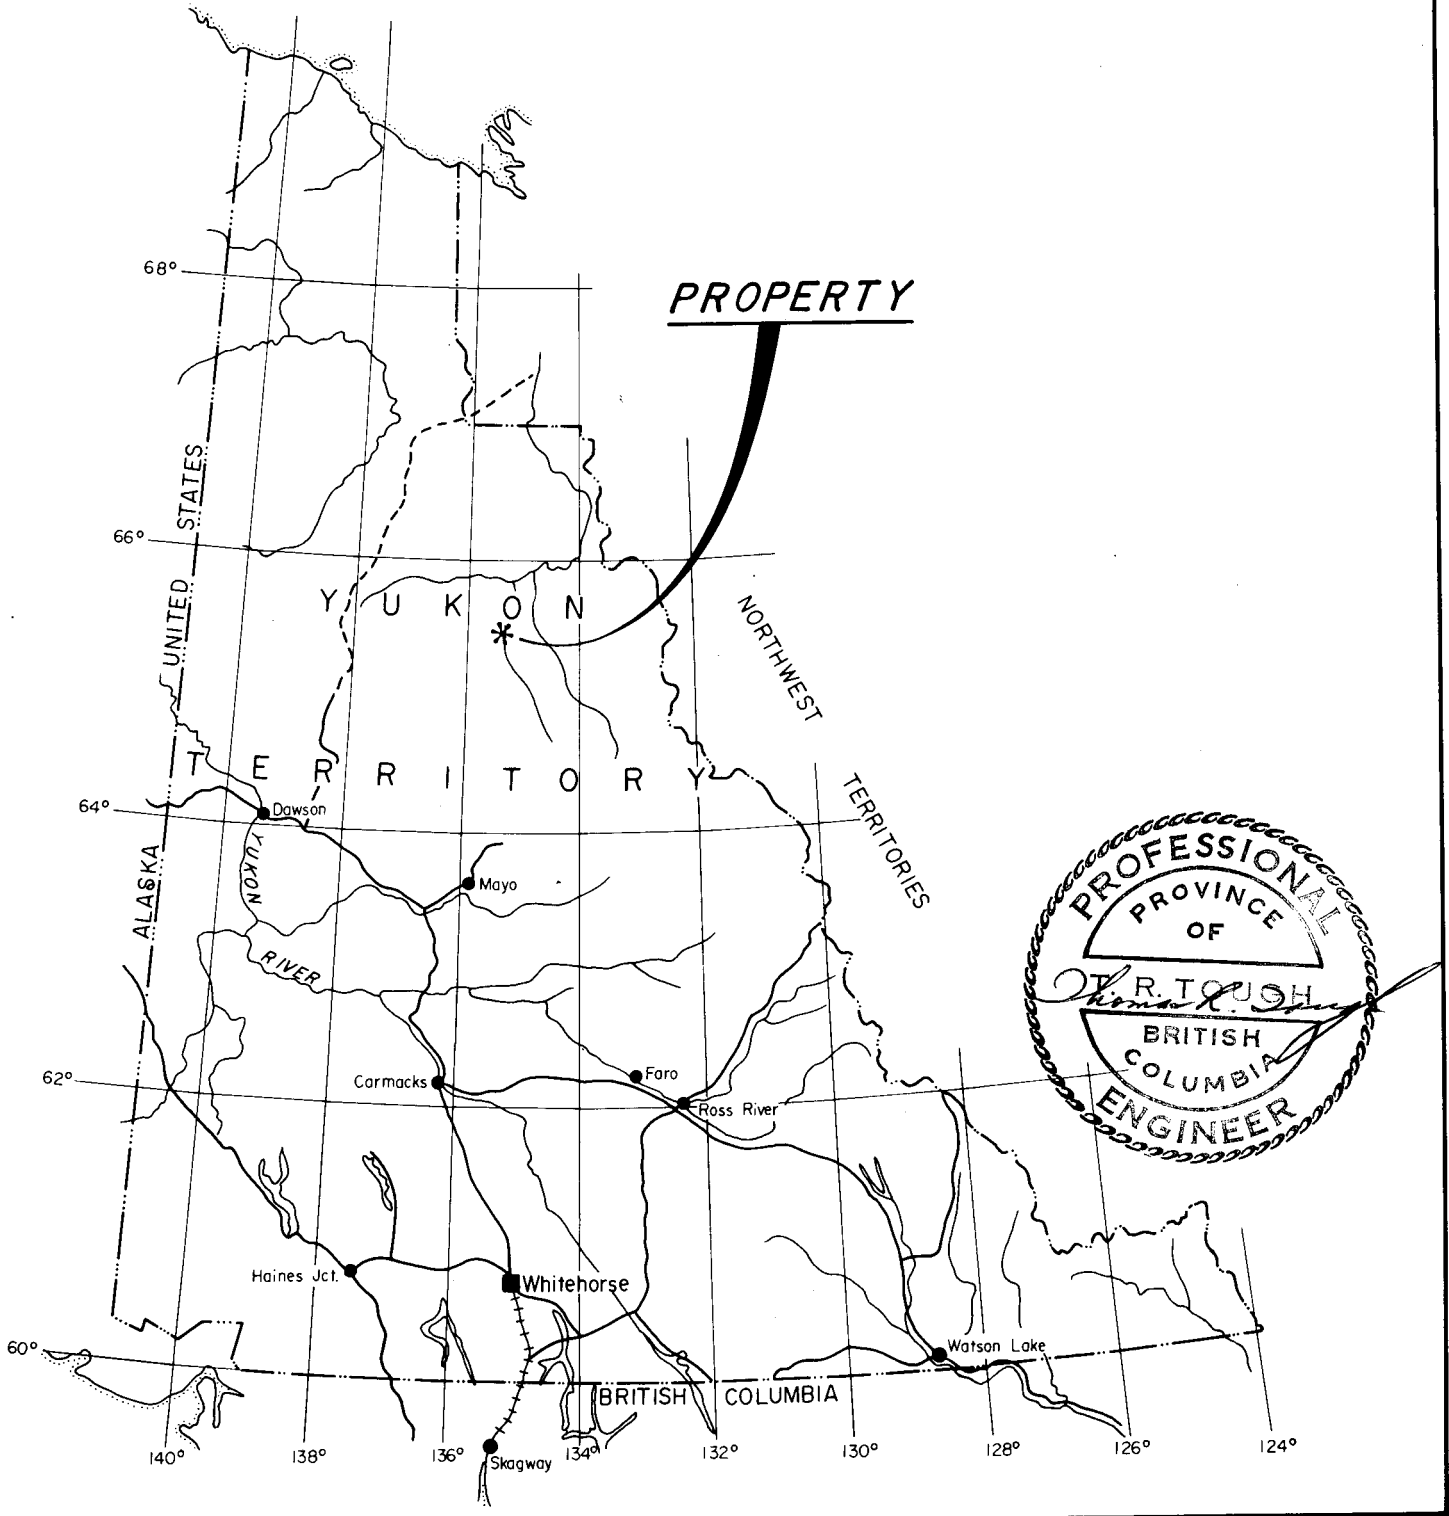 68°
PROPERTY
UNITED STATES
66°
YUKON
NORTHWEST TERRITORIES
TERRITORY
64°
Dawson
YUKON RIVER
Mayo
ALASKA
PROFESSIONAL
PROVINCE
OF
T. R. TOUGH
Thomas R. Tough
BRITISH
COLUMBIA
ENGINEER
62°
Carmacks
Faro
Ross River
Haines Jct.
Whitehorse
60°
Watson Lake
BRITISH COLUMBIA
140°
138°
136°
134°
132°
130°
128°
126°
124°
Skagway